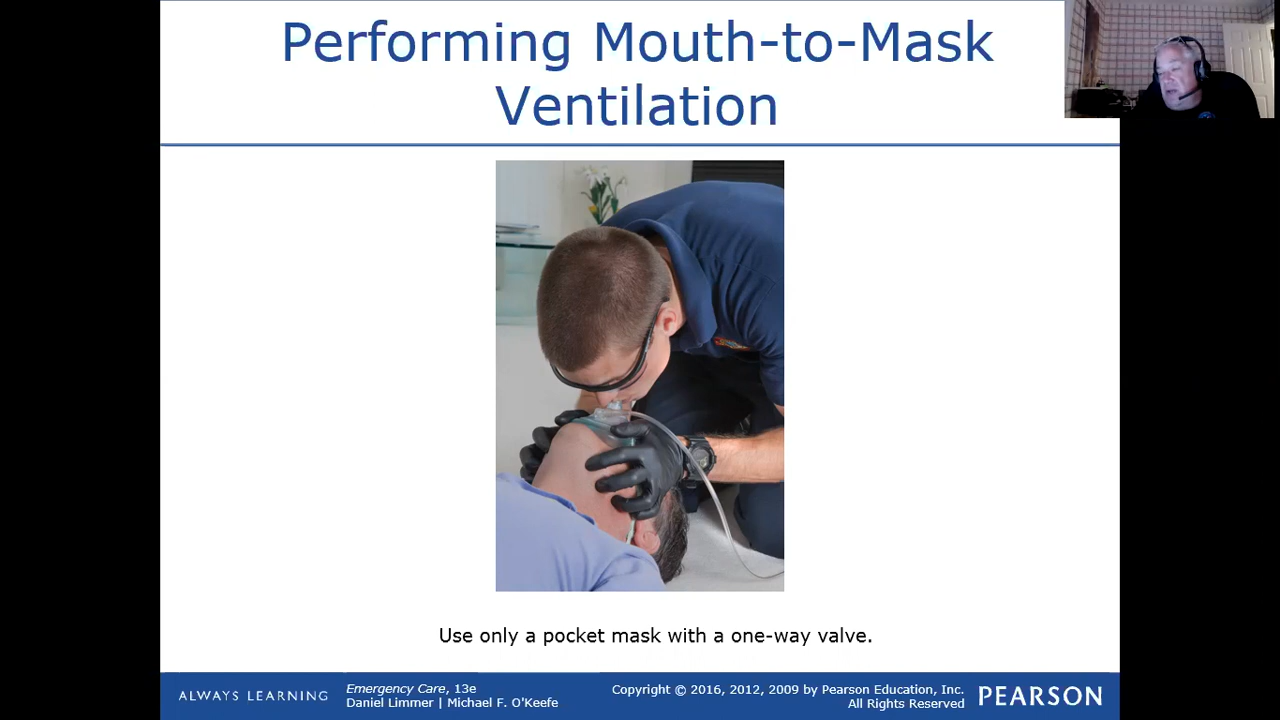 Performing Mouth-to-Mask
Ventilation
Use only a pocket mask with a one-way valve.
ALWAYS LEARNING
Emergency Care, 13e
Daniel Limmer | Michael F. O'Keefe
Copyright © 2016, 2012, 2009 by Pearson Education, Inc.
All Rights Reserved
PEARSON